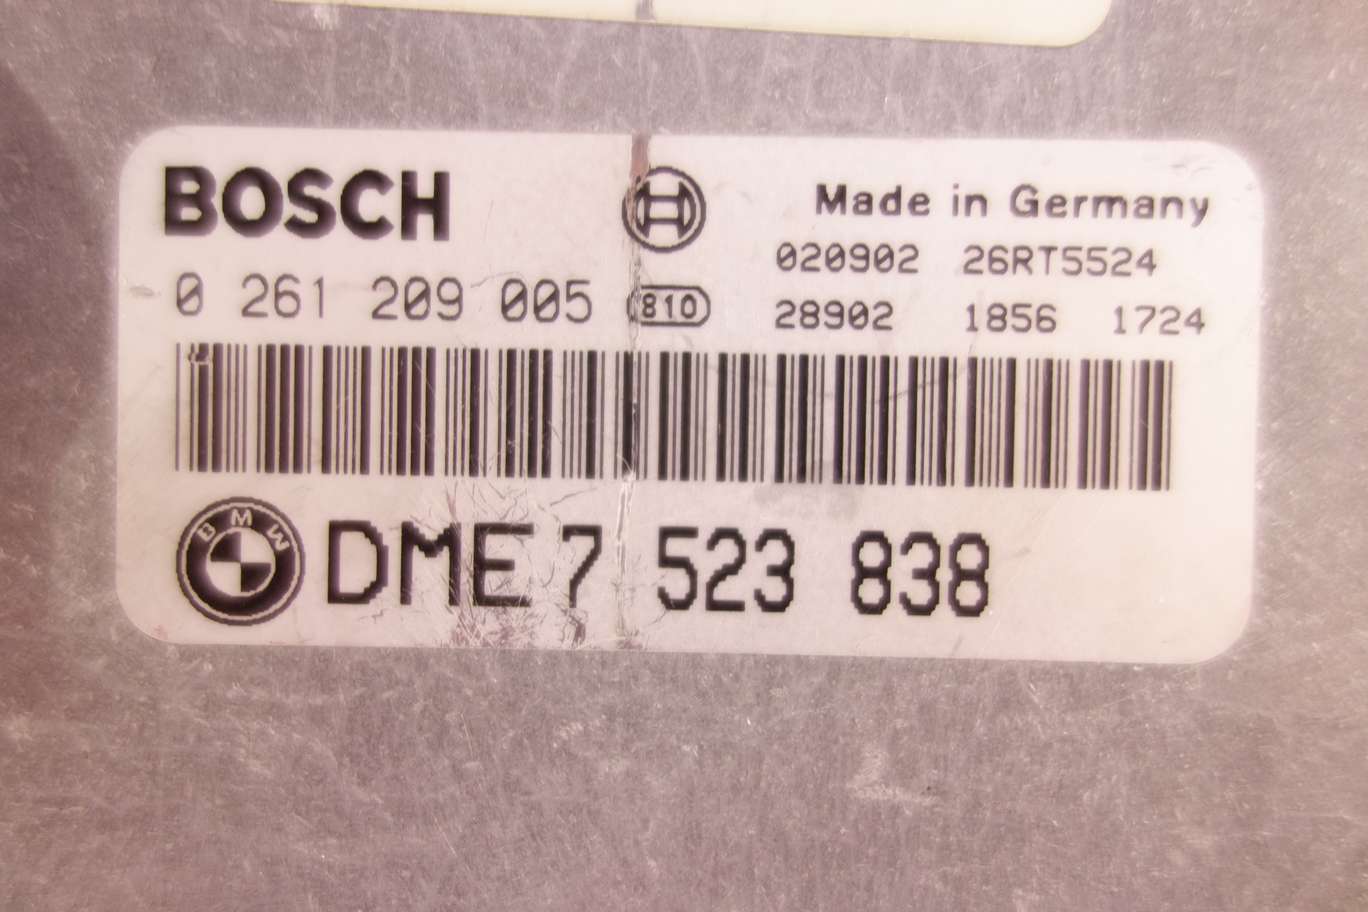 BOSCH
Made in Germany
020902 26RT5524
0 261 209 005 810
28902 1856 1724
BMW
DME 7 523 838